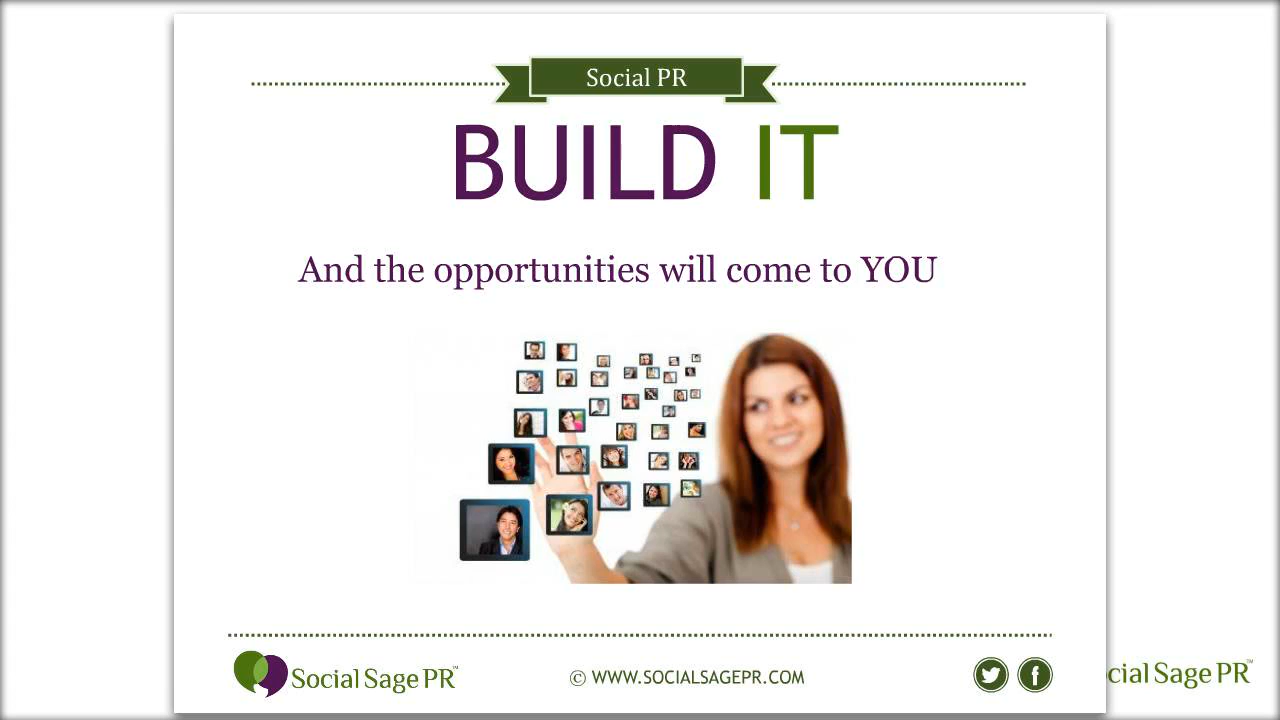 Social PR
BUILD IT
And the opportunities will come to YOU
Social Sage PR™
© WWW.SOCIALSAGEPR.COM
cial Sage PR™